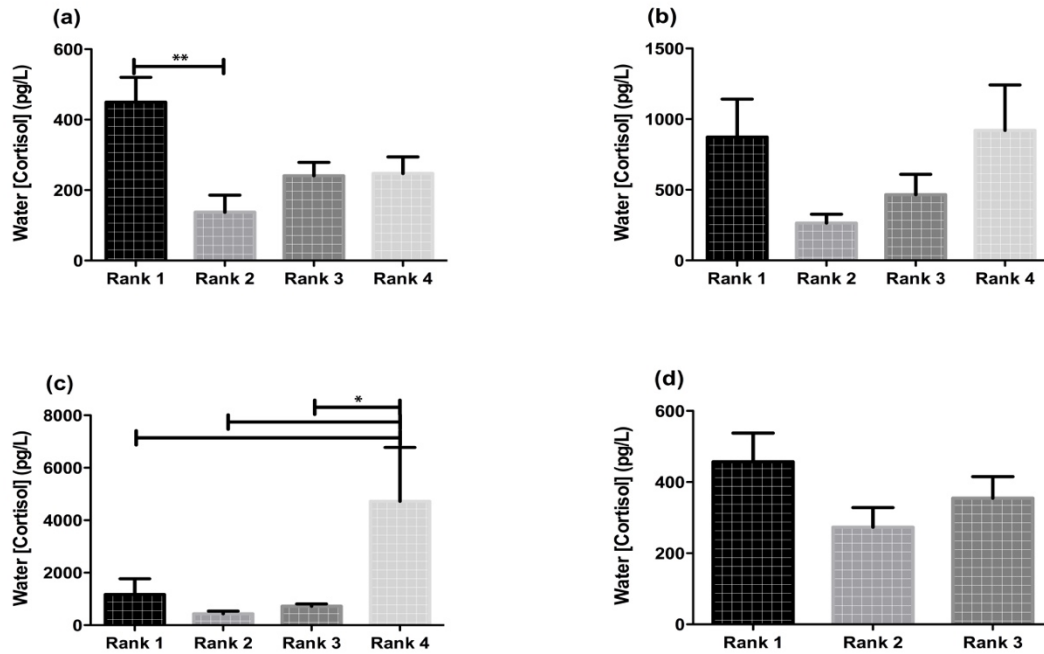 (a)
Water [Cortisol] (pg/L)
600
400
200
0
**
Rank 1 Rank 2 Rank 3 Rank 4
(b)
Water [Cortisol] (pg/L)
1500
1000
500
0
Rank 1 Rank 2 Rank 3 Rank 4
(c)
Water [Cortisol] (pg/L)
8000
6000
4000
2000
0
*
Rank 1 Rank 2 Rank 3 Rank 4
(d)
Water [Cortisol] (pg/L)
600
400
200
0
Rank 1 Rank 2 Rank 3